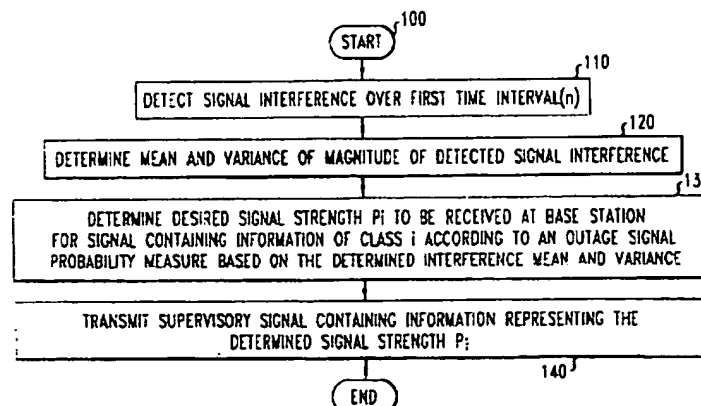 100
START
110
DETECT SIGNAL INTERFERENCE OVER FIRST TIME INTERVAL(n)
120
DETERMINE MEAN AND VARIANCE OF MAGNITUDE OF DETECTED SIGNAL INTERFERENCE
13
DETERMINE DESIRED SIGNAL STRENGTH Pi TO BE RECEIVED AT BASE STATION
FOR SIGNAL CONTAINING INFORMATION OF CLASS i ACCORDING TO AN OUTAGE SIGNAL
PROBABILITY MEASURE BASED ON THE DETERMINED INTERFERENCE MEAN AND VARIANCE
TRANSMIT SUPERVISORY SIGNAL CONTAINING INFORMATION REPRESENTING THE
DETERMINED SIGNAL STRENGTH Pi
140
END